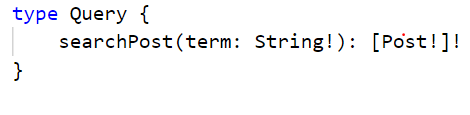 type Query {
    searchPost(term: String!): [Post!]!
}